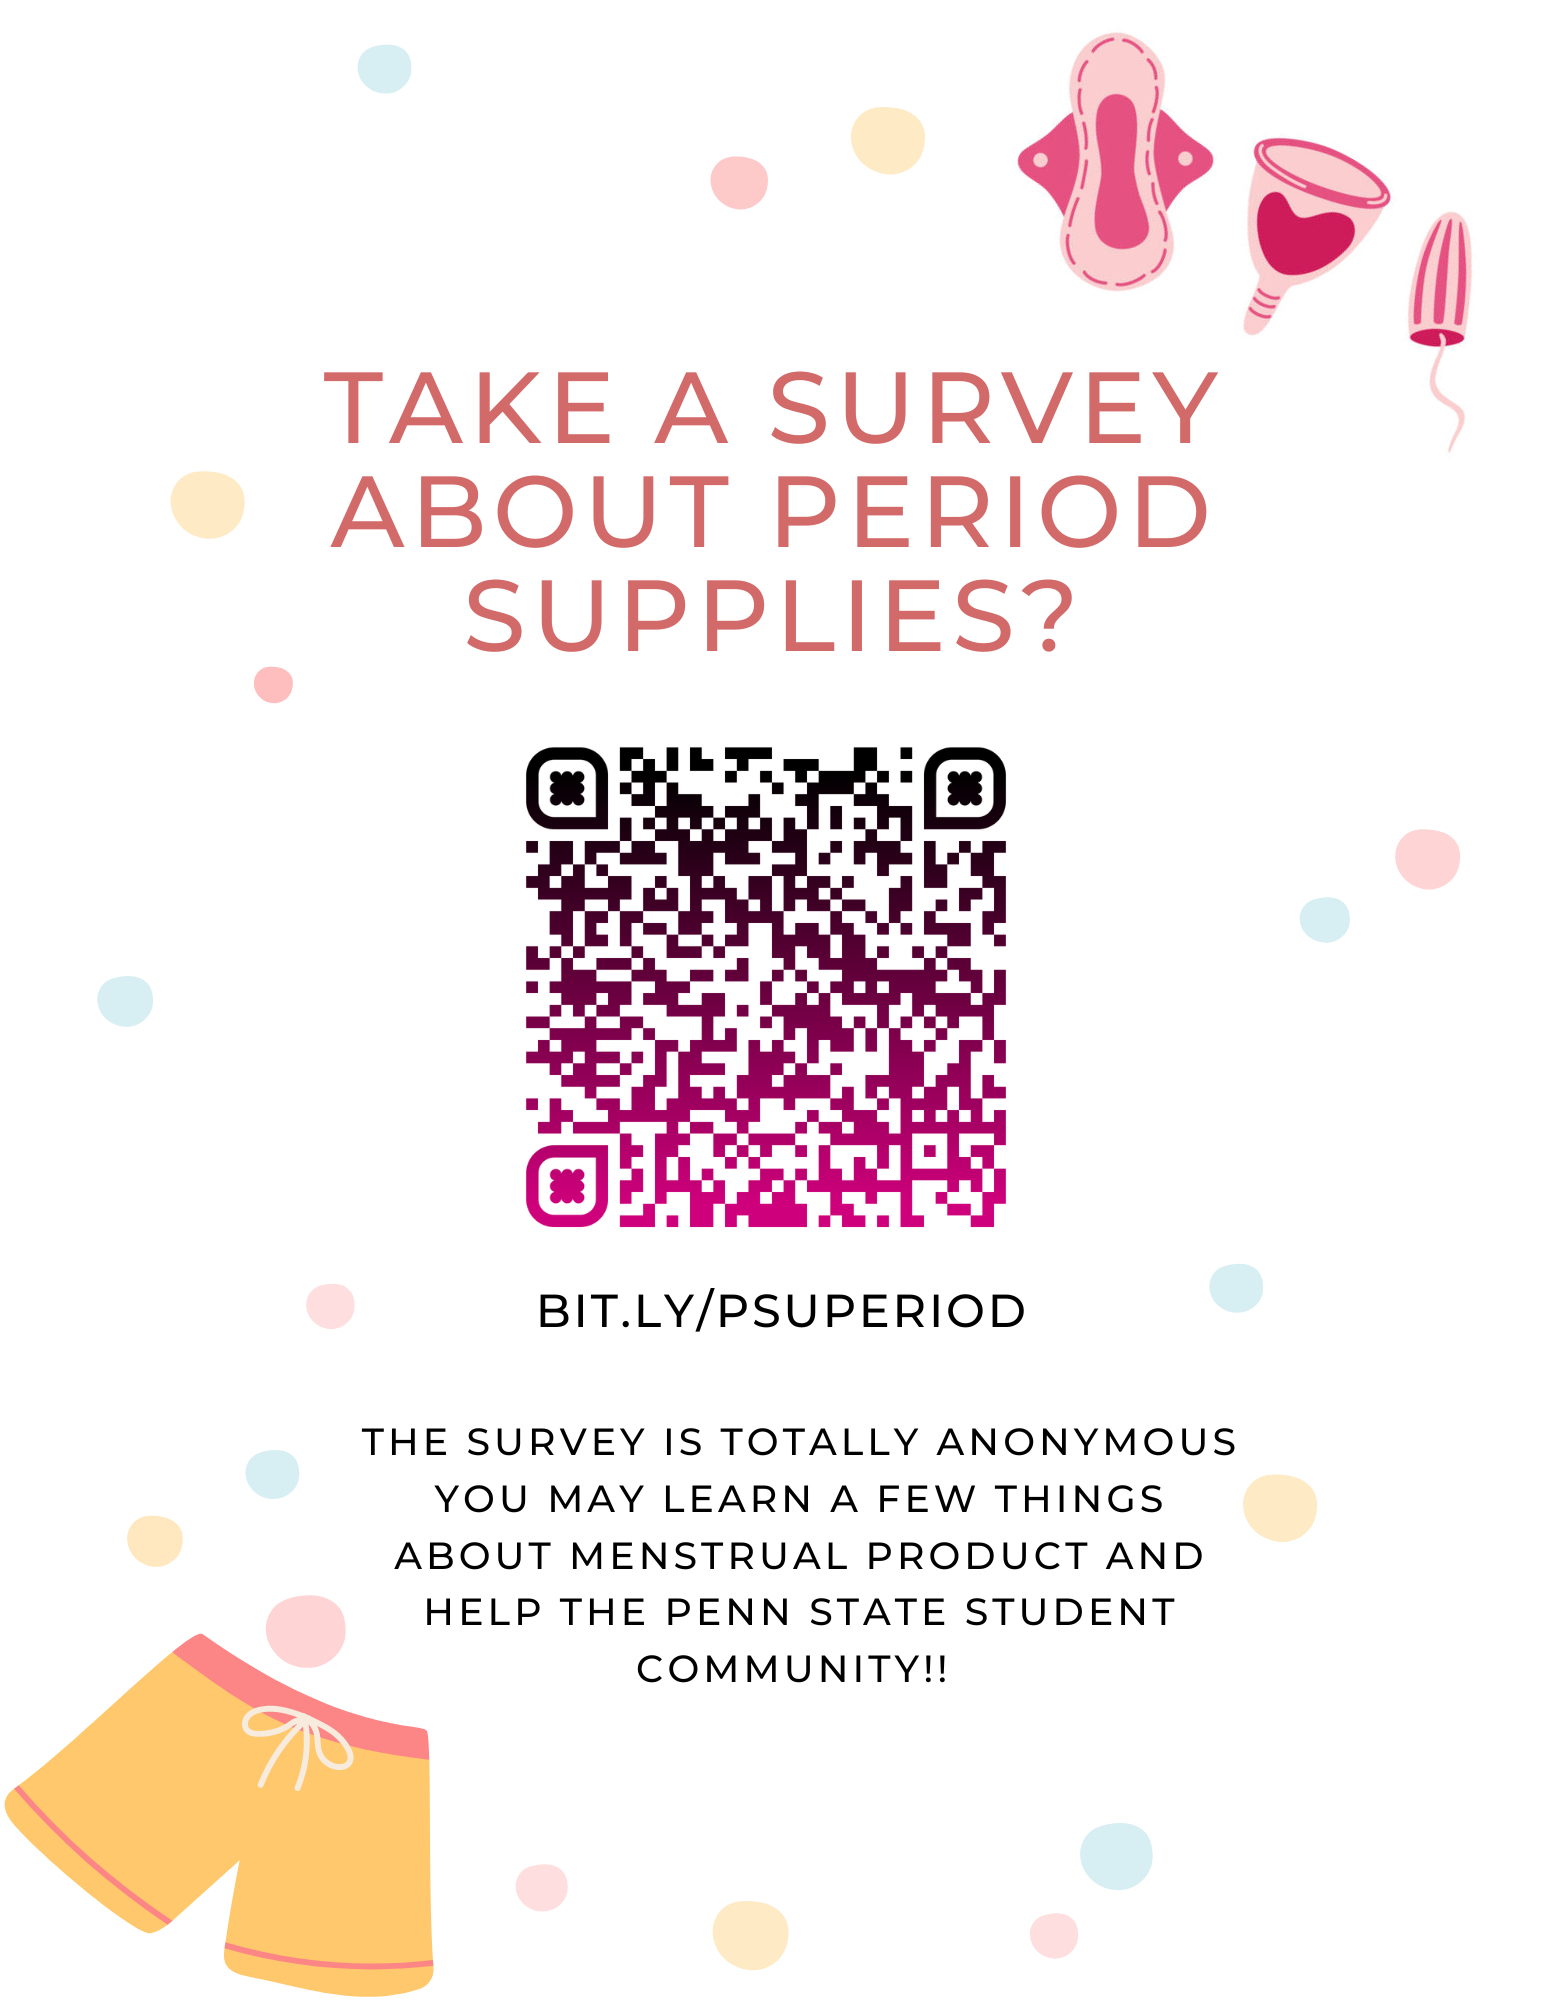 TAKE A SURVEY
ABOUT PERIOD
SUPPLIES?
BIT.LY/PSUPERIOD
THE SURVEY IS TOTALLY ANONYMOUS
YOU MAY LEARN A FEW THINGS
ABOUT MENSTRUAL PRODUCT AND
HELP THE PENN STATE STUDENT
COMMUNITY!!